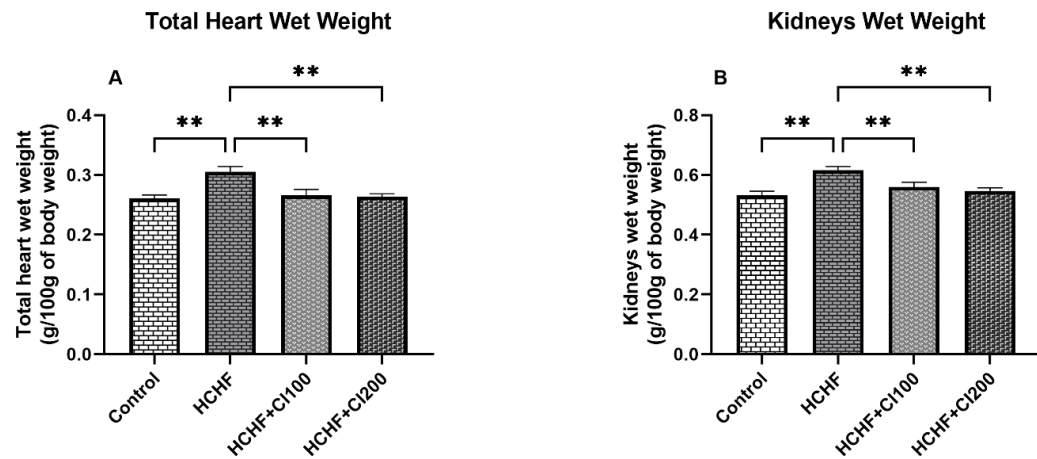 Total Heart Wet Weight
A
**
**
**
Total heart wet weight
(g/100g of body weight)
0.4
0.3
0.2
0.1
0.0
Control
HCHF
HCHF+CI100
HCHF+CI200
Kidneys Wet Weight
B
**
**
**
Kidneys wet weight
(g/100g of body weight)
0.8
0.6
0.4
0.2
0.0
Control
HCHF
HCHF+CI100
HCHF+CI200